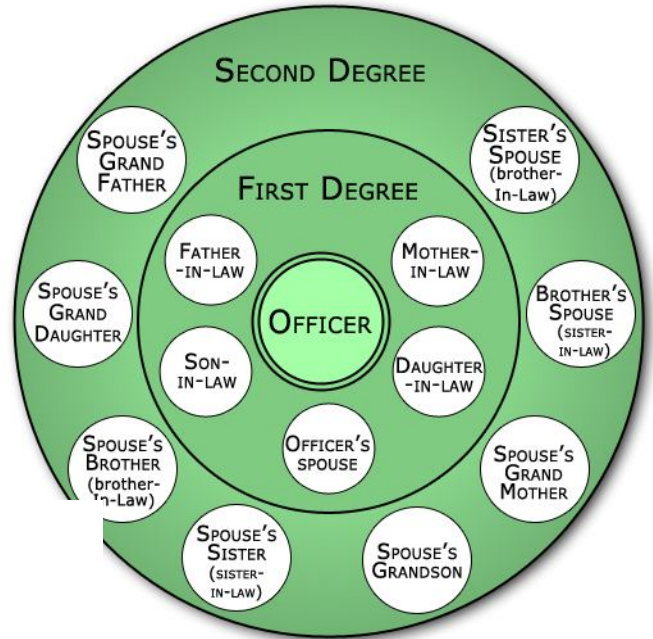 SECOND DEGREE
SPOUSE'S
GRAND
FATHER
SISTER'S
SPOUSE
(brother-
In-Law)
FIRST DEGREE
FATHER
-IN-LAW
MOTHER-
IN-LAW
SPOUSE'S
GRAND
DAUGHTER
OFFICER
BROTHER'S
SPOUSE
(SISTER-
IN-LAW)
SON-
IN-LAW
DAUGHTER
-IN-LAW
SPOUSE'S
BROTHER
(brother-
In-Law)
OFFICER'S
SPOUSE
SPOUSE'S
GRAND
MOTHER
SPOUSE'S
SISTER
(SISTER-
IN-LAW)
SPOUSE'S
GRANDSON